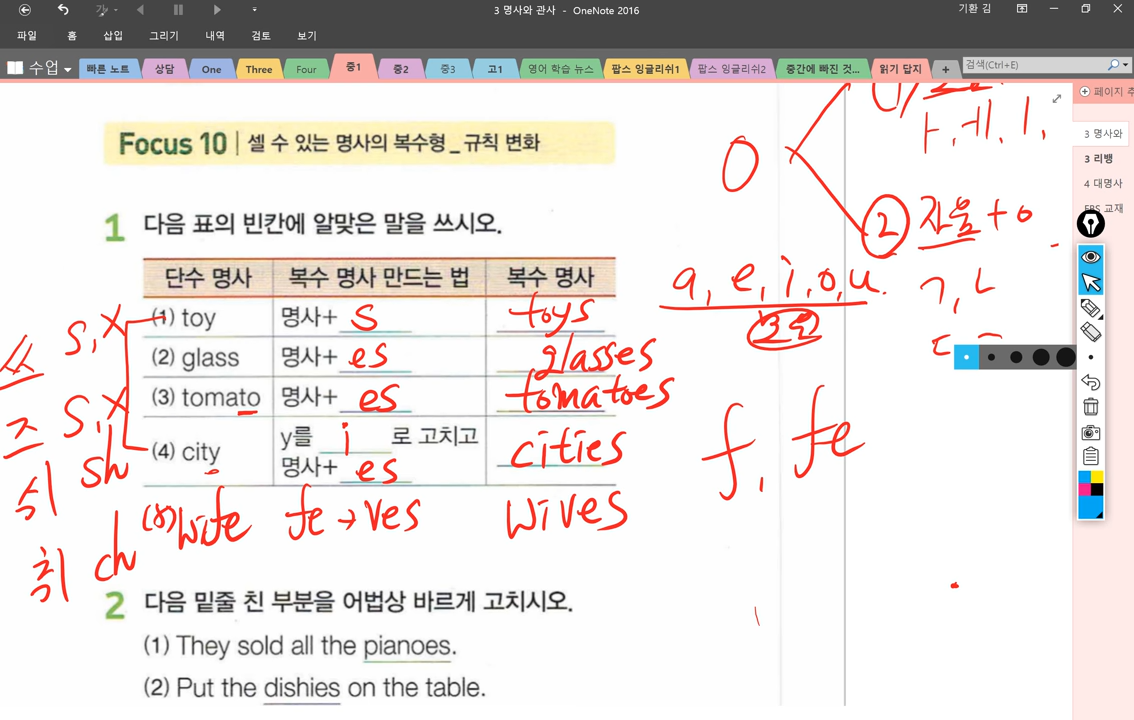 3 명사와 관사 - OneNote 2016
기환 김
파일 홈 삽입 그리기 내역 검토 보기
수업 빠른 노트 상담 One Three Four 중1 중2 중3 고1 영어 학습 뉴스 팝스 잉글리쉬1 팝스 잉글리쉬2 중간에 빠진 것... 읽기 답지 + 검색(Ctrl+E)
페이지 추
3 명사와
3 리뱅
4 대명사
EBS 교재
Focus 10 셀 수 있는 명사의 복수형_규칙 변화
1 다음 표의 빈칸에 알맞은 말을 쓰시오.
단수 명사 복수 명사 만드는 법 복수 명사
(1) toy 명사+ s toys
(2) glass 명사+ es glasses
(3) tomato 명사+ es tomatoes
(4) city y를 i 로 고치고
명사+ es cities
(8) wife fe → ves wives
쓰 s, x
즈 s, x
쉬 sh
취 ch
o
ㅏ, ㅔ, ㅣ,
② 자음 + o
a, e, i, o, u.
모음
ㄱ, ㄴ
ㄷ
f, fe
2 다음 밑줄 친 부분을 어법상 바르게 고치시오.
(1) They sold all the pianoes.
(2) Put the dishies on the table.